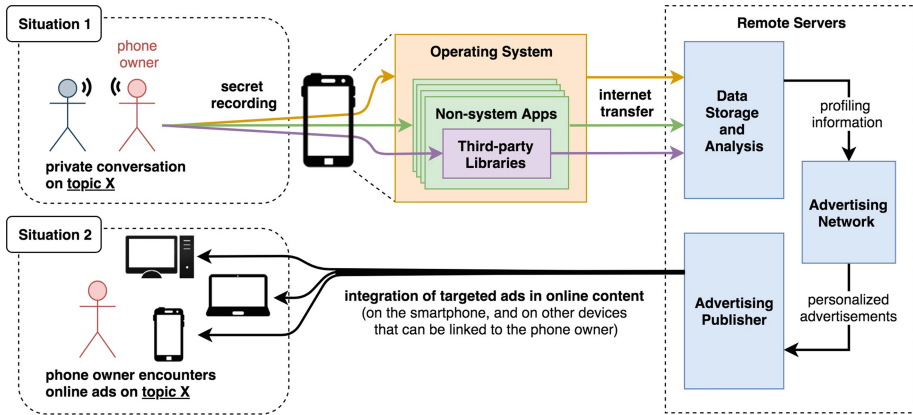 Situation 1
phone
owner
private conversation
on topic X
secret
recording
Operating System
Non-system Apps
Third-party
Libraries
internet
transfer
Remote Servers
Data
Storage
and
Analysis
profiling
information
Advertising
Network
personalized
advertisements
Advertising
Publisher
integration of targeted ads in online content
(on the smartphone, and on other devices
that can be linked to the phone owner)
Situation 2
phone owner encounters
online ads on topic X